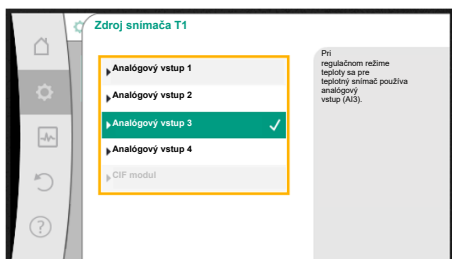 Zdroj snímača T1
Analógový vstup 1
Analógový vstup 2
Analógový vstup 3
Analógový vstup 4
CIF modul
Pri
regulačnom režime
teploty sa pre
teplotný snímač používa
analógový
vstup (AI3).